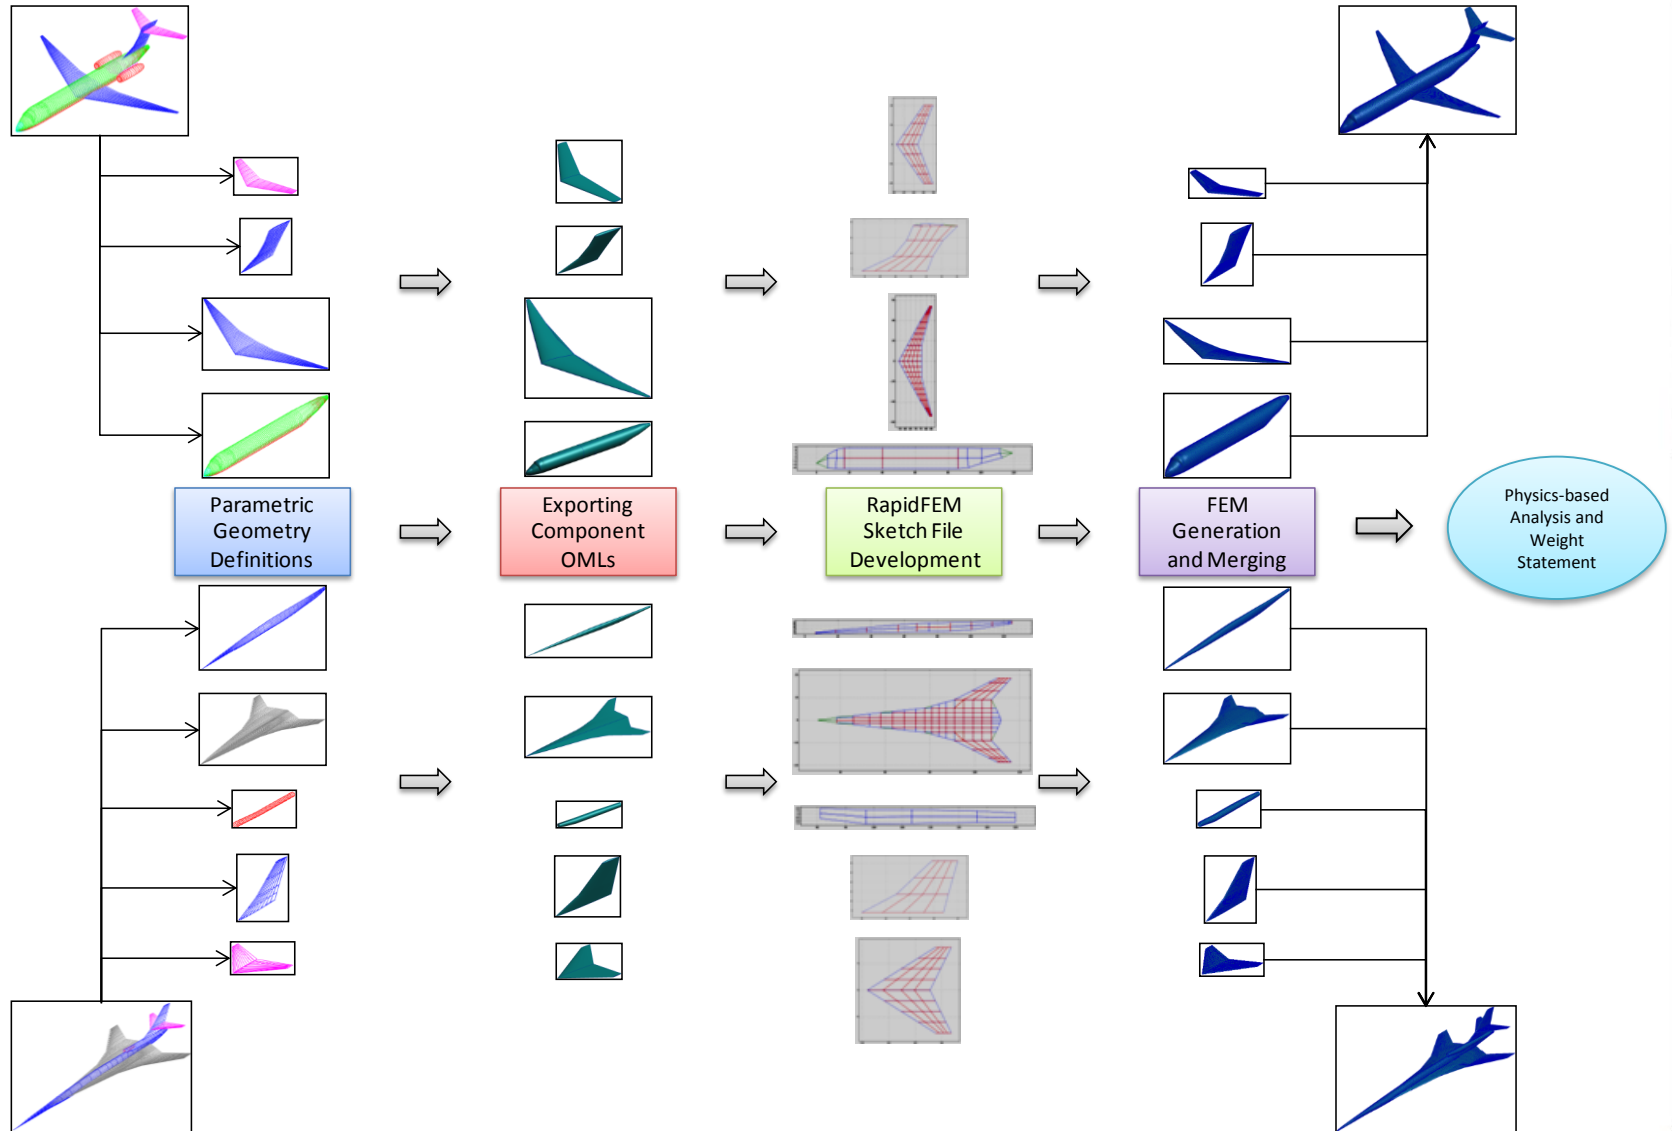 Parametric
Geometry
Definitions
Exporting
Component
OMLs
RapidFEM
Sketch File
Development
FEM
Generation
and Merging
Physics-based
Analysis and
Weight
Statement